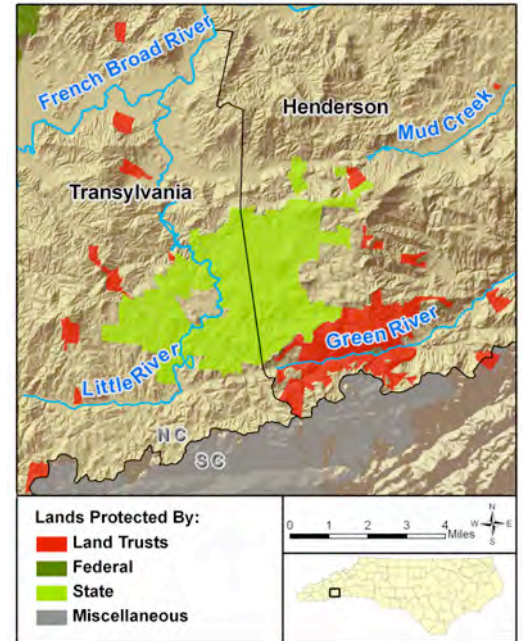 French Broad River
Henderson
Mud Creek
Transylvania
Green River
Little River
NC
SC
Lands Protected By:
Land Trusts
Federal
State
Miscellaneous
0 1 2 3 4
Miles
N
W E
S